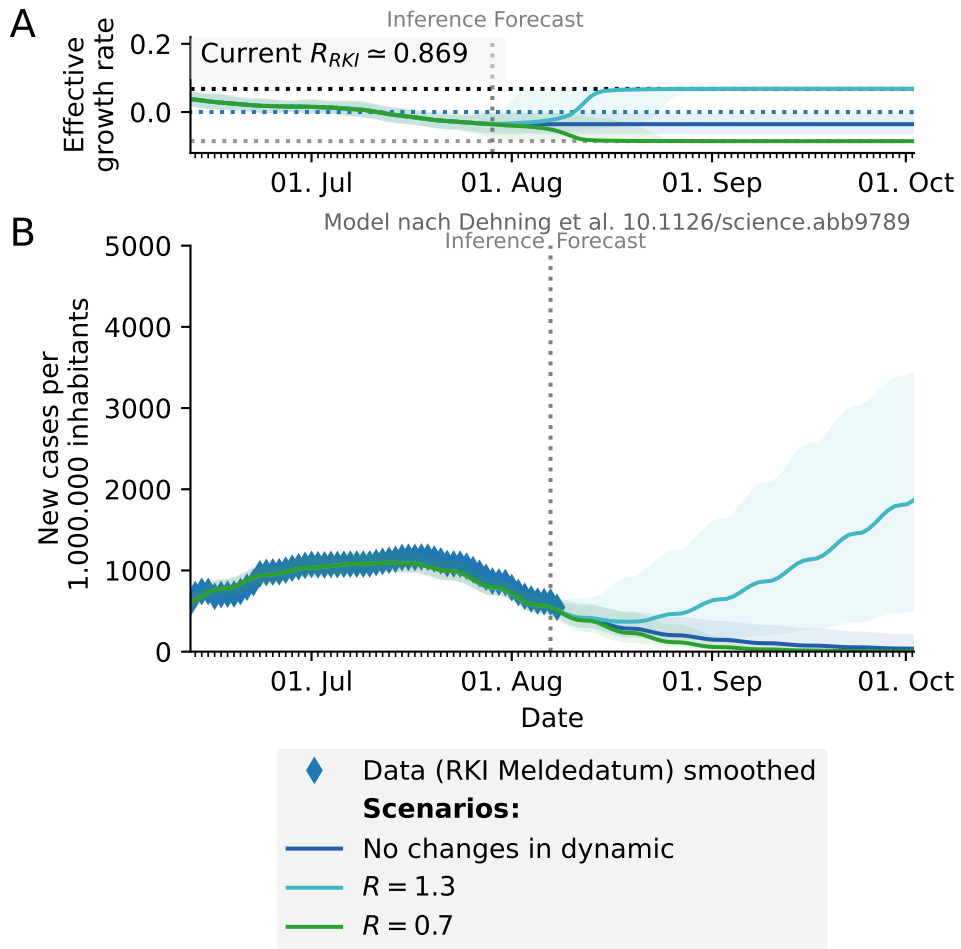 A
Inference Forecast
Effective
growth rate
0.2
0.0
Current R_RKI ≃ 0.869
01. Jul
01. Aug
01. Sep
01. Oct
B
Model nach Dehning et al. 10.1126/science.abb9789
Inference Forecast
New cases per
1.000.000 inhabitants
5000
4000
3000
2000
1000
0
01. Jul
01. Aug
01. Sep
01. Oct
Date
Data (RKI Meldedatum) smoothed
Scenarios:
No changes in dynamic
R = 1.3
R = 0.7